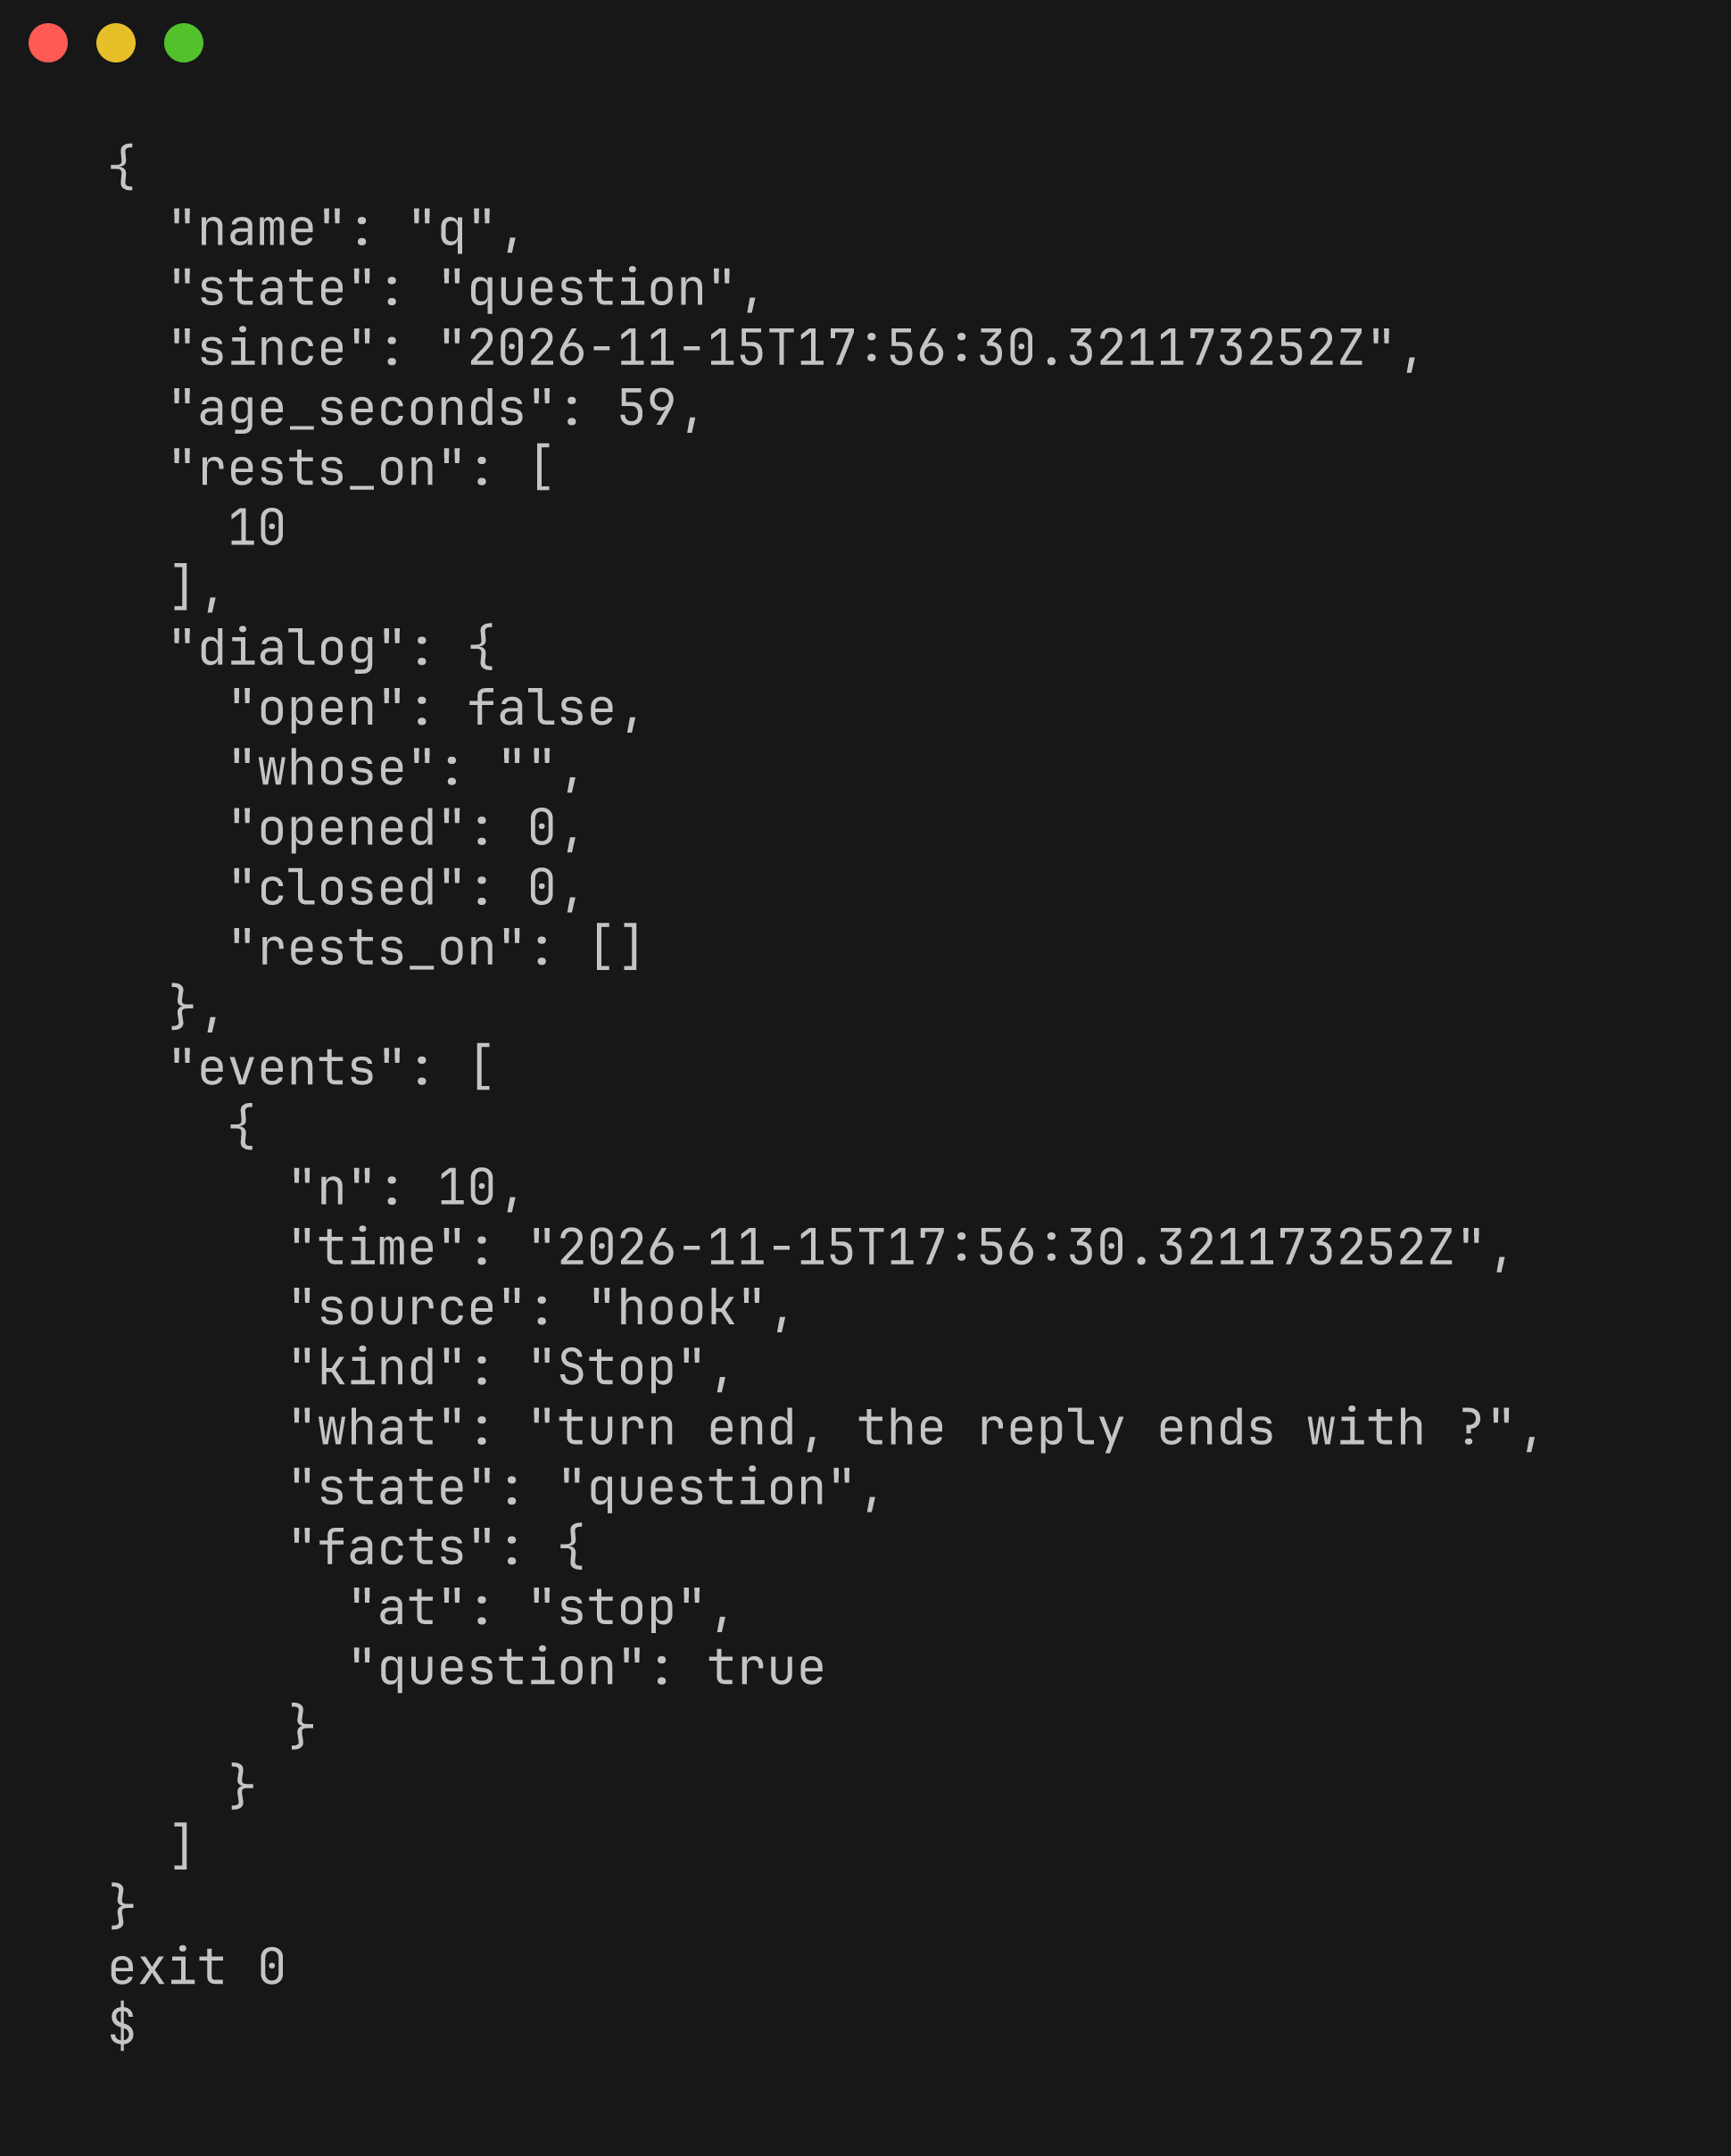 {
  "name": "q",
  "state": "question",
  "since": "2026-11-15T17:56:30.321173252Z",
  "age_seconds": 59,
  "rests_on": [
    10
  ],
  "dialog": {
    "open": false,
    "whose": "",
    "opened": 0,
    "closed": 0,
    "rests_on": []
  },
  "events": [
    {
      "n": 10,
      "time": "2026-11-15T17:56:30.321173252Z",
      "source": "hook",
      "kind": "Stop",
      "what": "turn end, the reply ends with ?",
      "state": "question",
      "facts": {
        "at": "stop",
        "question": true
      }
    }
  ]
}
exit 0
$